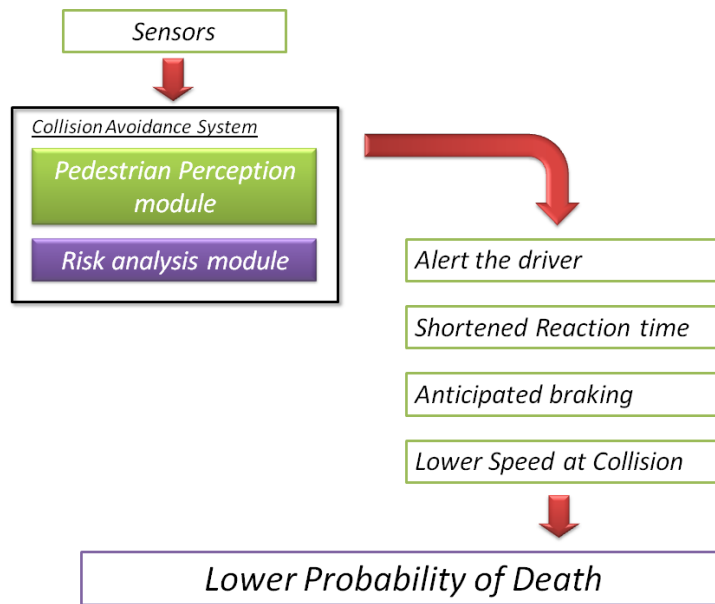 Sensors
Collision Avoidance System
Pedestrian Perception
module
Risk analysis module
Alert the driver
Shortened Reaction time
Anticipated braking
Lower Speed at Collision
Lower Probability of Death